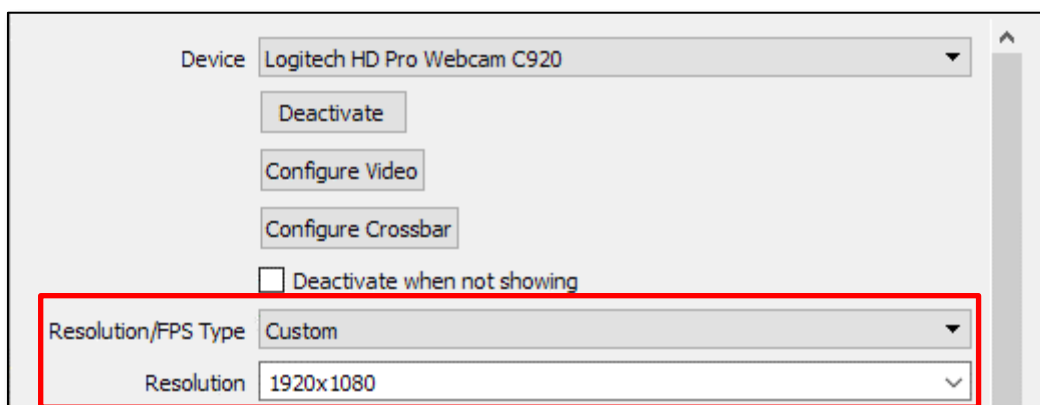 Device Logitech HD Pro Webcam C920
Deactivate
Configure Video
Configure Crossbar
Deactivate when not showing
Resolution/FPS Type Custom
Resolution 1920x1080